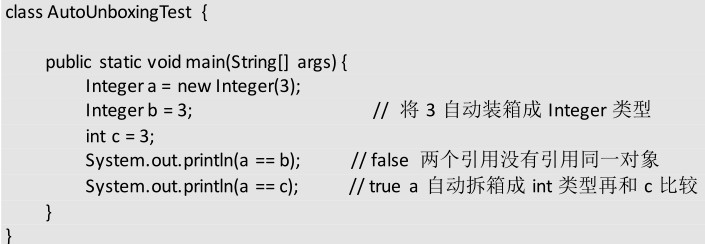 class AutoUnboxingTest {
public static void main(String[] args) {
Integer a = new Integer(3);
Integer b = 3; // 将 3 自动装箱成 Integer 类型
int c = 3;
System.out.println(a == b); // false 两个引用没有引用同一对象
System.out.println(a == c); // true a 自动拆箱成 int 类型再和 c 比较
}
}